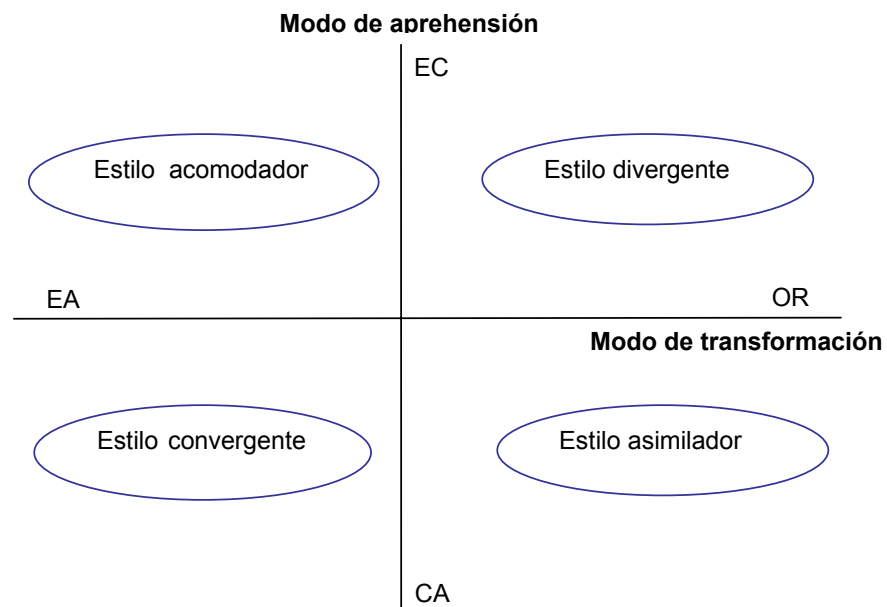 Modo de aprehensión
EC
Estilo acomodador
Estilo divergente
EA
OR
Modo de transformación
Estilo convergente
Estilo asimilador
CA